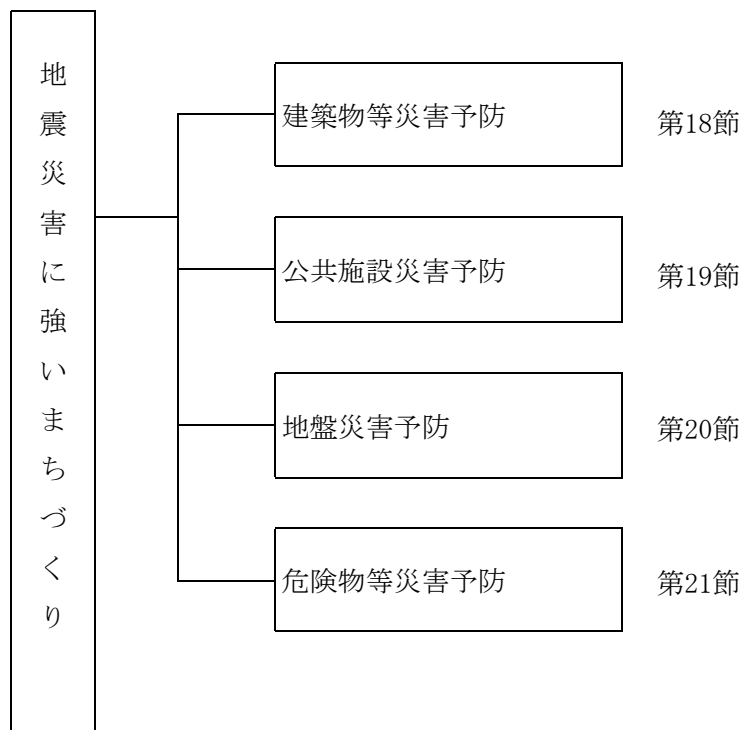 地震災害に強いまちづくり
建築物等災害予防
第18節
公共施設災害予防
第19節
地盤災害予防
第20節
危険物等災害予防
第21節